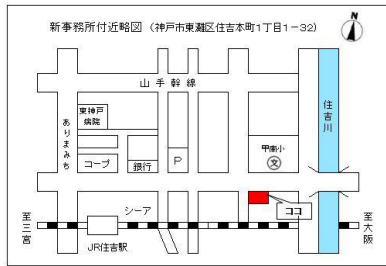 新事務所付近略図（神戸市東灘区住吉本町1丁目1－32）
N
山手幹線
東神戸
病院
ありまみち
コープ
銀行
P
甲南小
文
住吉川
シーア
ココ
至三宮
JR住吉駅
至大阪